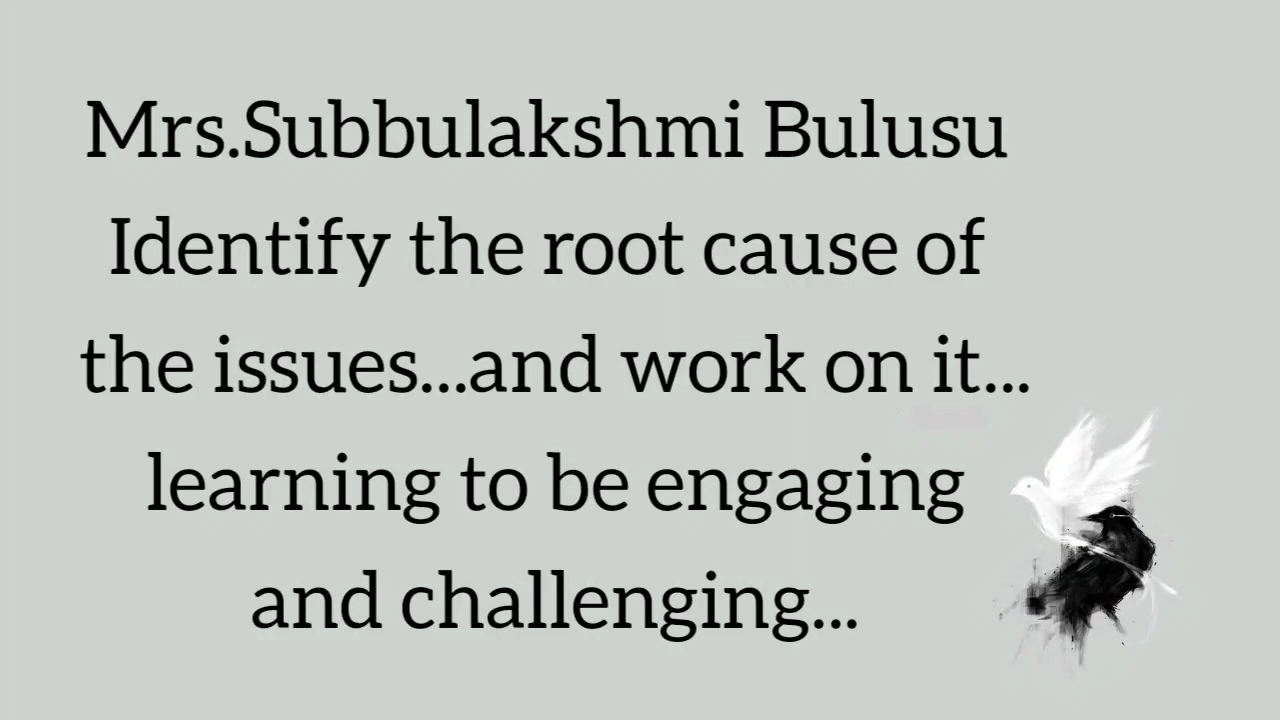 Mrs.Subbulakshmi Bulusu
Identify the root cause of
the issues...and work on it...
learning to be engaging
and challenging...